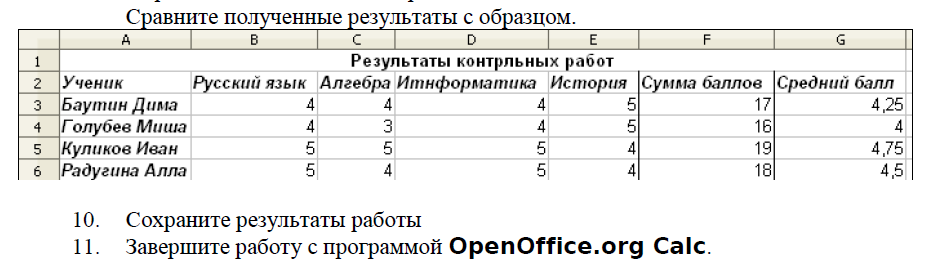 Сравните полученные результаты с образцом.
A B C D E F G
1 Результаты контрльных работ
2 Ученик Русский язык Алгебра Итнформатика История Сумма баллов Средний балл
3 Баутин Дима 4 4 4 5 17 4,25
4 Голубев Миша 4 3 4 5 16 4
5 Куликов Иван 5 5 5 4 19 4,75
6 Радугина Алла 5 4 5 4 18 4,5
10. Сохраните результаты работы
11. Завершите работу с программой OpenOffice.org Calc.